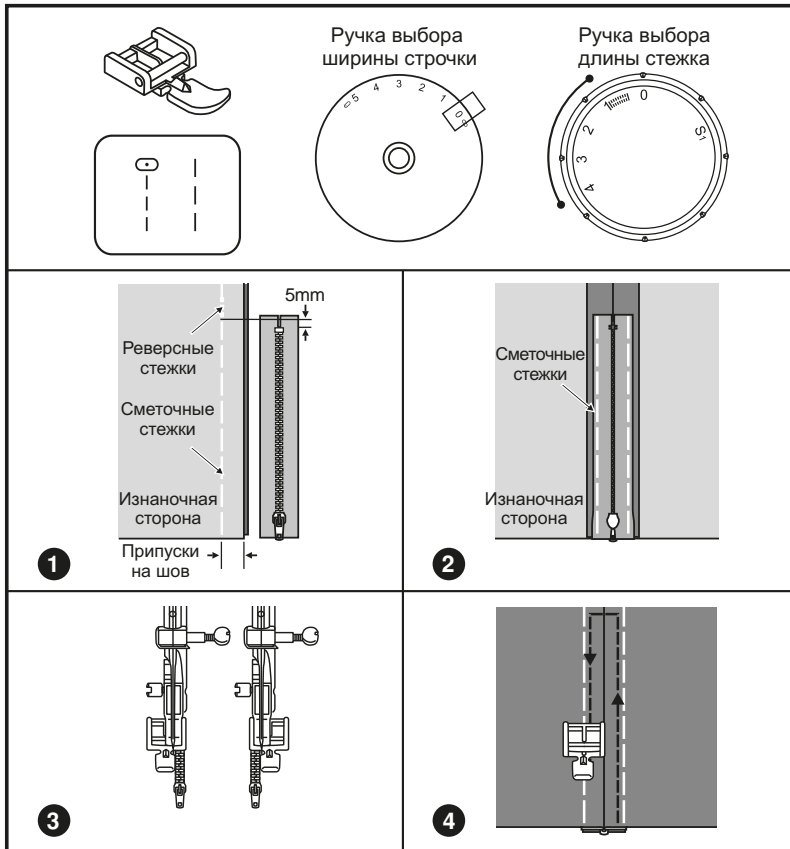 Ручка выбора
ширины строчки
Ручка выбора
длины стежка
5
4
3
2
1
0
0
1
2
3
4
S1
5mm
Реверсные
стежки
Сметочные
стежки
Изнаночная
сторона
Припуски
на шов
1
Сметочные
стежки
Изнаночная
сторона
2
3
4